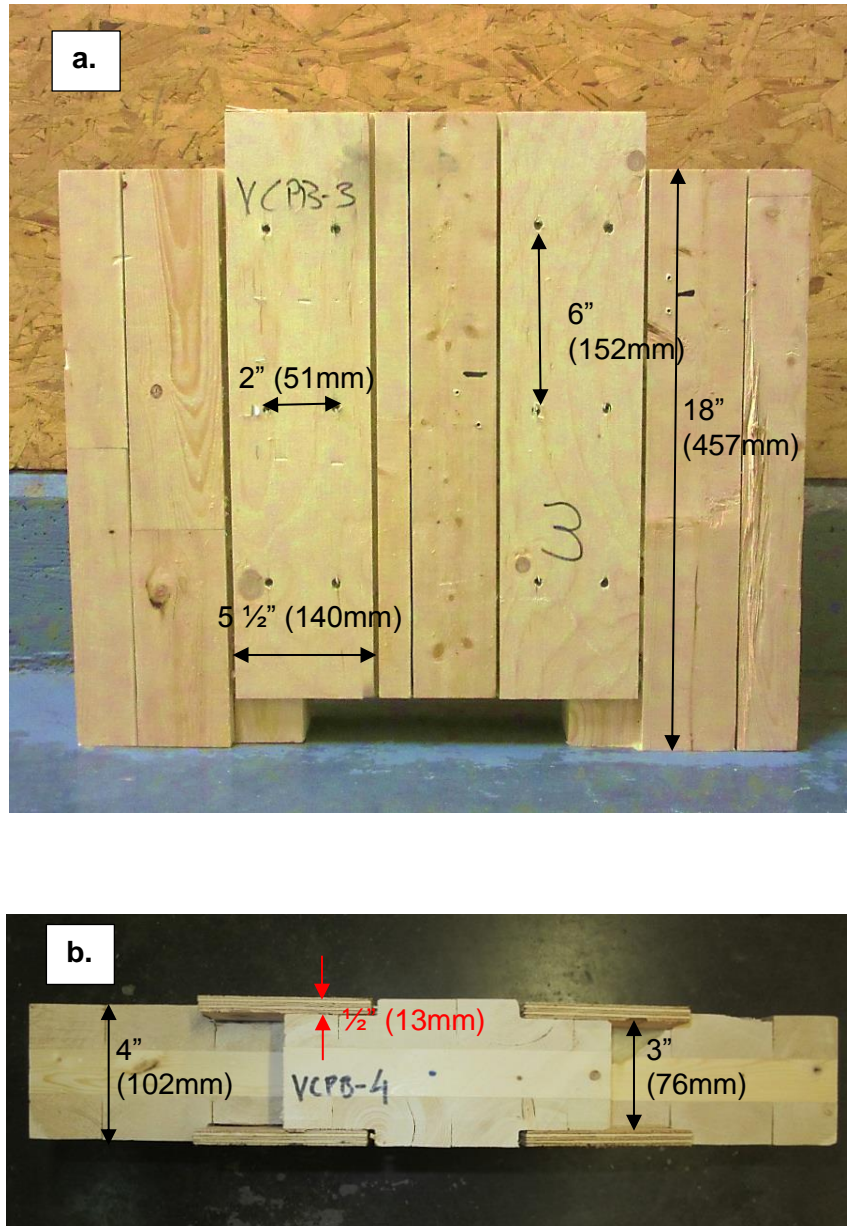 a.
VCPB-3
6”
(152mm)
2” (51mm)
18”
(457mm)
3
5 ½” (140mm)
b.
½” (13mm)
4”
(102mm)
3”
(76mm)
VCPB-4